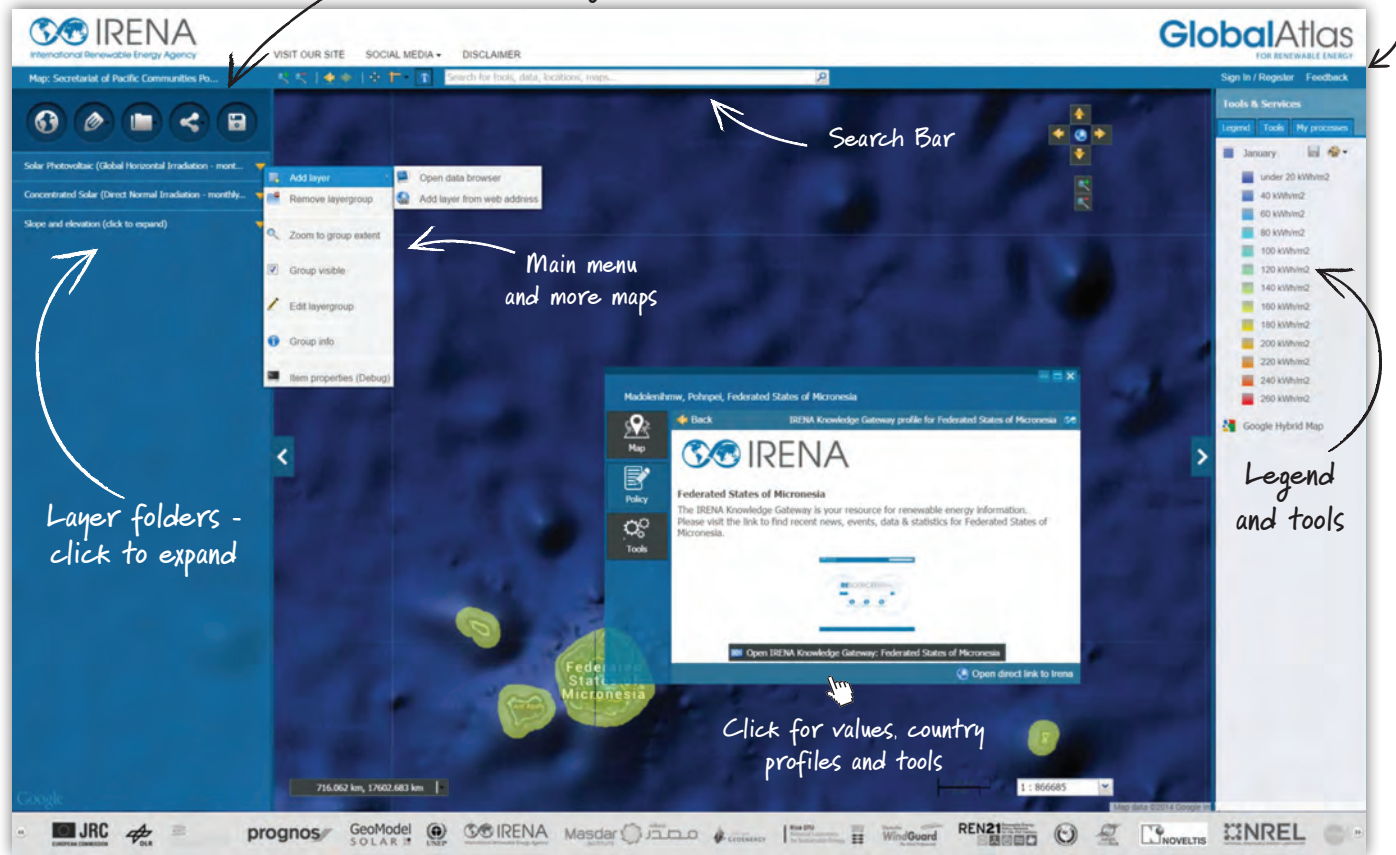 IRENA
International Renewable Energy Agency
VISIT OUR SITE
SOCIAL MEDIA
DISCLAIMER
GlobalAtlas
FOR RENEWABLE ENERGY
Map: Secretariat of Pacific Communities Po...
Search for tools, data, locations, maps...
Sign In / Register
Feedback
Search Bar
Solar Photovoltaic (Global Horizontal Irradiation - mont...
Concentrated Solar (Direct Normal Irradiation - monthly...
Slope and elevation (click to expand)
Add layer
Remove layergroup
Zoom to group extent
Group visible
Edit layergroup
Group info
Item properties (Debug)
Open data browser
Add layer from web address
Main menu
and more maps
Layer folders -
click to expand
Tools & Services
Legend
Tools
My processes
January
under 20 kWh/m2
40 kWh/m2
60 kWh/m2
80 kWh/m2
100 kWh/m2
120 kWh/m2
140 kWh/m2
160 kWh/m2
180 kWh/m2
200 kWh/m2
220 kWh/m2
240 kWh/m2
260 kWh/m2
Google Hybrid Map
Legend
and tools
Madolenihmw, Pohnpei, Federated States of Micronesia
Back
IRENA Knowledge Gateway profile for Federated States of Micronesia
Map
Policy
Tools
IRENA
Federated States of Micronesia
The IRENA Knowledge Gateway is your resource for renewable energy information.
Please visit the link to find recent news, events, data & statistics for Federated States of
Micronesia.
Open IRENA Knowledge Gateway: Federated States of Micronesia
Open direct link to Irena
Federated
States of
Micronesia
Click for values, country
profiles and tools
716.062 km, 17602.683 km
1 : 866685
Google
Map data ©2014 Google
JRC
EUROPEAN COMMISSION
DLR
prognos
GeoModel
SOLAR
UNEP
IRENA
Masdar
INSTITUTE
WindGuard
REN21
NOVELTIS
NREL